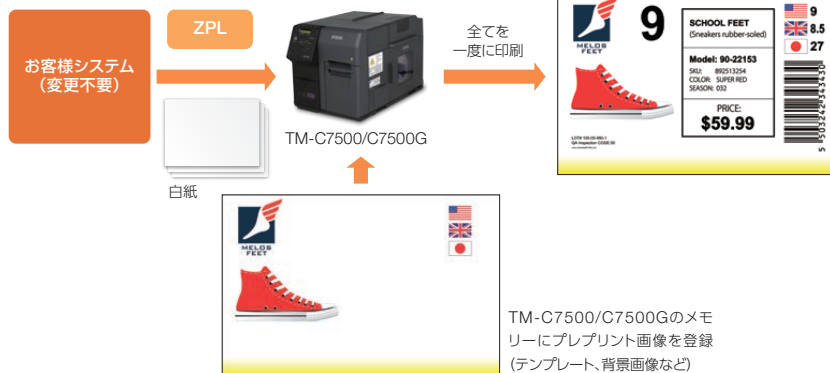 お客様システム
(変更不要)
ZPL
白紙
EPSON
TM-C7500/C7500G
全てを
一度に印刷
MELOS
FEET
9
SCHOOL FEET
(Sneakers rubber-soled)
Model: 90-22153
SKU: 892513254
COLOR: SUPER RED
SEASON: 032
PRICE:
$59.99
9
8.5
27
5 503242 343430
MELOS
FEET
TM-C7500/C7500Gのメモ
リーにプレプリント画像を登録
(テンプレート、背景画像など)